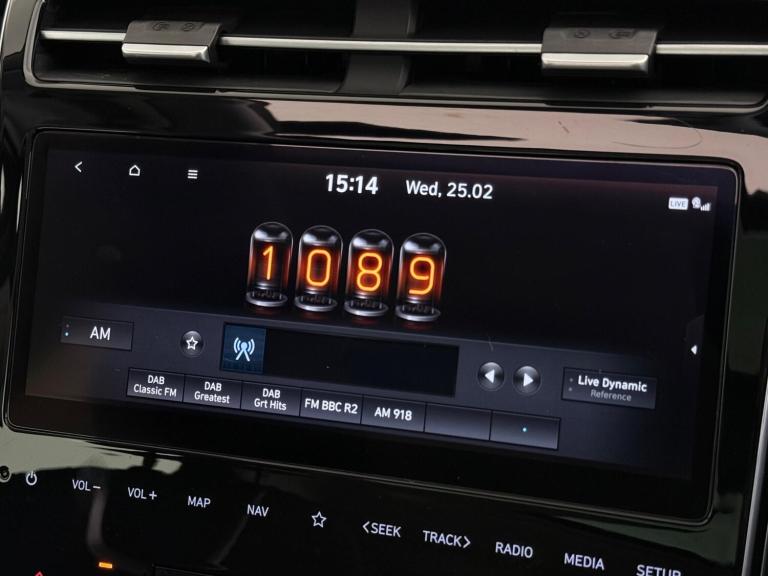 15:14 Wed, 25.02
LIVE
1089
AM
Live Dynamic
Reference
DAB
Classic FM
DAB
Greatest
DAB
Grt Hits
FM BBC R2
AM 918
VOL− VOL+ MAP NAV <SEEK TRACK> RADIO MEDIA SETUP